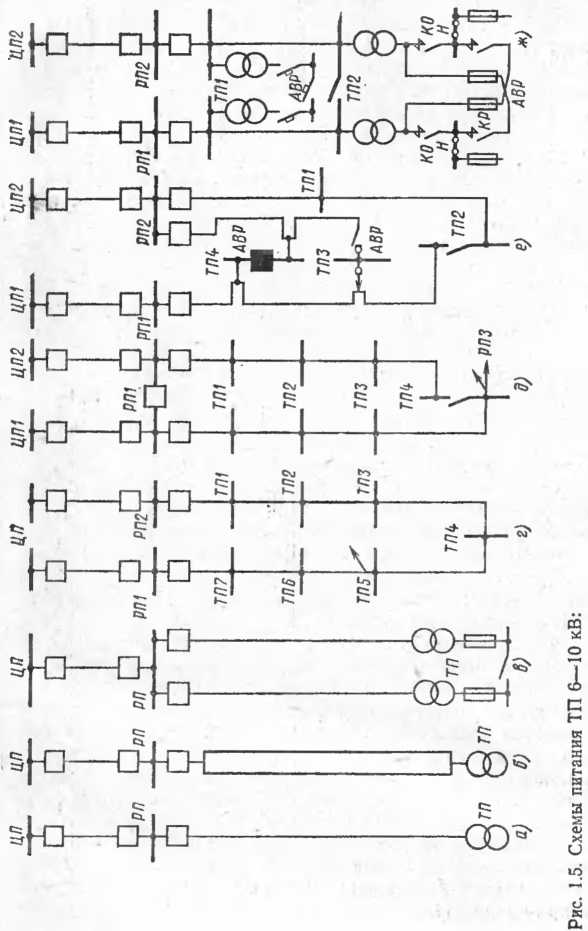 ЦП
ЦП
ЦП
ЦП
ЦП1
ЦП2
ЦП1
ЦП2
ЦП1
ЦП2
РП
РП
РП
РП1
РП2
РП1
РП1
РП2
РП1
РП2
ТП7
ТП1
ТП1
ТП4
АВР
ТП1
АВР
ТП6
ТП2
ТП2
ТП3
АВР
ТП1
ТП2
ТП5
ТП3
ТП3
ТП4
ТП4
РП3
ТП2
КО
Н
КР
КО
Н
АВР
ТП
ТП
ТП
а)
б)
в)
г)
д)
е)
ж)
Рис. 1.5. Схемы питания ТП 6—10 кВ: